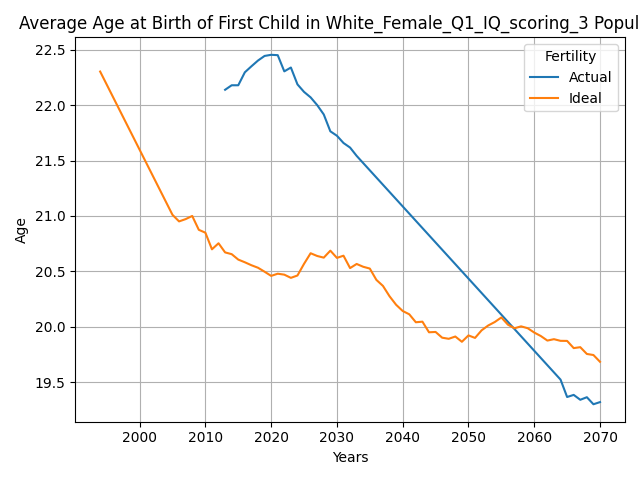 Average Age at Birth of First Child in White_Female_Q1_IQ_scoring_3 Popul
Fertility
Actual
Ideal
22.5
22.0
21.5
21.0
20.5
20.0
19.5
Age
2000 2010 2020 2030 2040 2050 2060 2070
Years